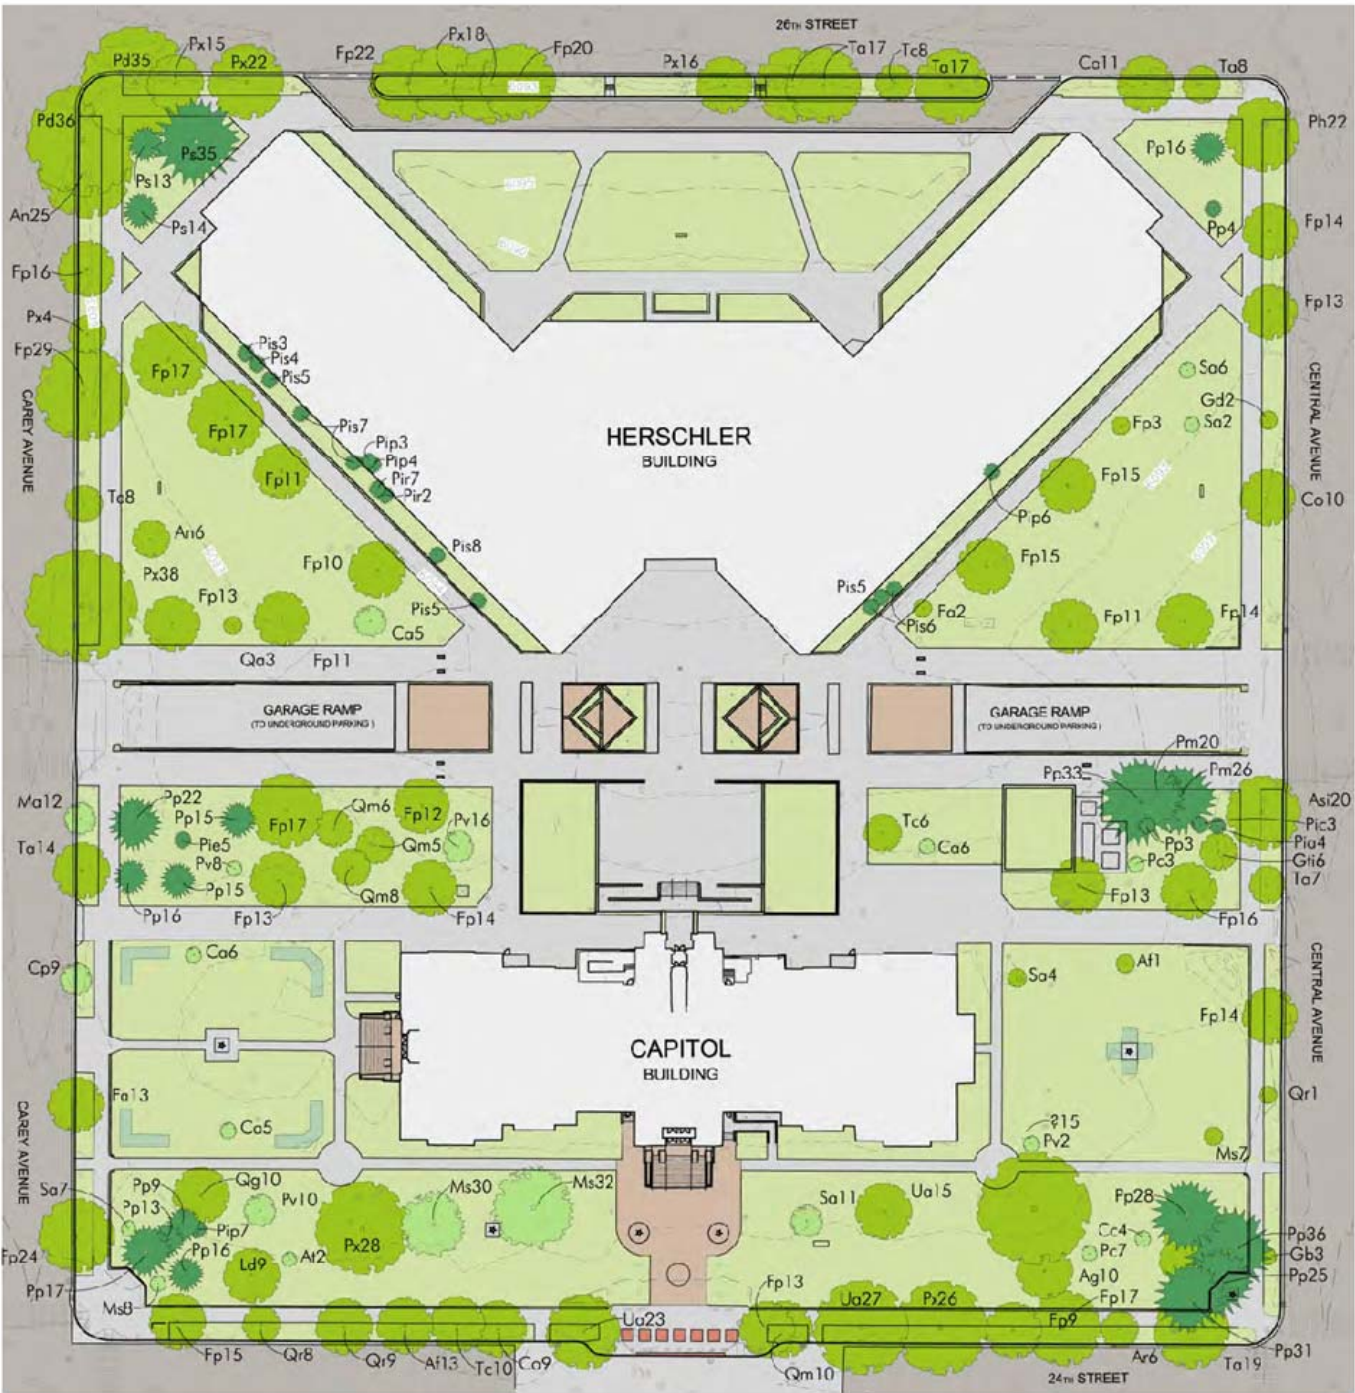 26TH STREET
Pd35
Px15
Px22
Fp22
Px18
Fp20
Px16
Ta17
Tc8
Ta17
Ca11
Ta8
Pd36
Ps35
Ps13
Ps14
An25
Pp16
Pp4
Ph22
Fp14
Fp16
Fp13
Px4
Fp29
Fp17
Pis3
Pis4
Pis5
Sa6
Gd2
Sa2
Fp3
CAREY AVENUE
CENTRAL AVENUE
Fp17
Pis7
Pip3
Pip4
Pir7
Pir2
HERSCHLER
BUILDING
Fp11
Fp15
Tc8
Pip6
Co10
An6
Pis8
Px38
Fp10
Fp15
Fp13
Pis5
Pis5
Pis6
Fa2
Fp11
Fp14
Ca5
Qa3
Fp11
GARAGE RAMP
(TO UNDERGROUND PARKING)
GARAGE RAMP
(TO UNDERGROUND PARKING)
Pm20
Pp33
Pm26
Ma12
Pp22
Pp15
Fp17
Qm6
Fp12
Pv16
Asi20
Ta14
Pie5
Qm5
Tc6
Ca6
Pic3
Pp3
Pia4
Pv8
Pp15
Pc3
Gti6
Pp16
Fp13
Qm8
Fp14
Fp13
Fp16
Ta7
Cp9
Ca6
Sa4
Af1
CENTRAL AVENUE
Fp14
CAPITOL
BUILDING
Fa13
Ca5
?15
Pv2
Qr1
Ms7
CAREY AVENUE
Sa7
Pp9
Pp13
Qg10
Pv10
Pip7
Ms30
Ms32
Sa11
Ua15
Pp28
Cc4
Pp36
Fp24
Pp16
Ld9
At2
Px28
Pc7
Gb3
Pp17
Ms8
Ag10
Pp25
Fp13
Ua27
Px26
Fp17
Fp9
Ua23
Fp15
Qr8
Qr9
Af13
Tc10
Ca9
Qm10
Ar6
Ta19
Pp31
24TH STREET